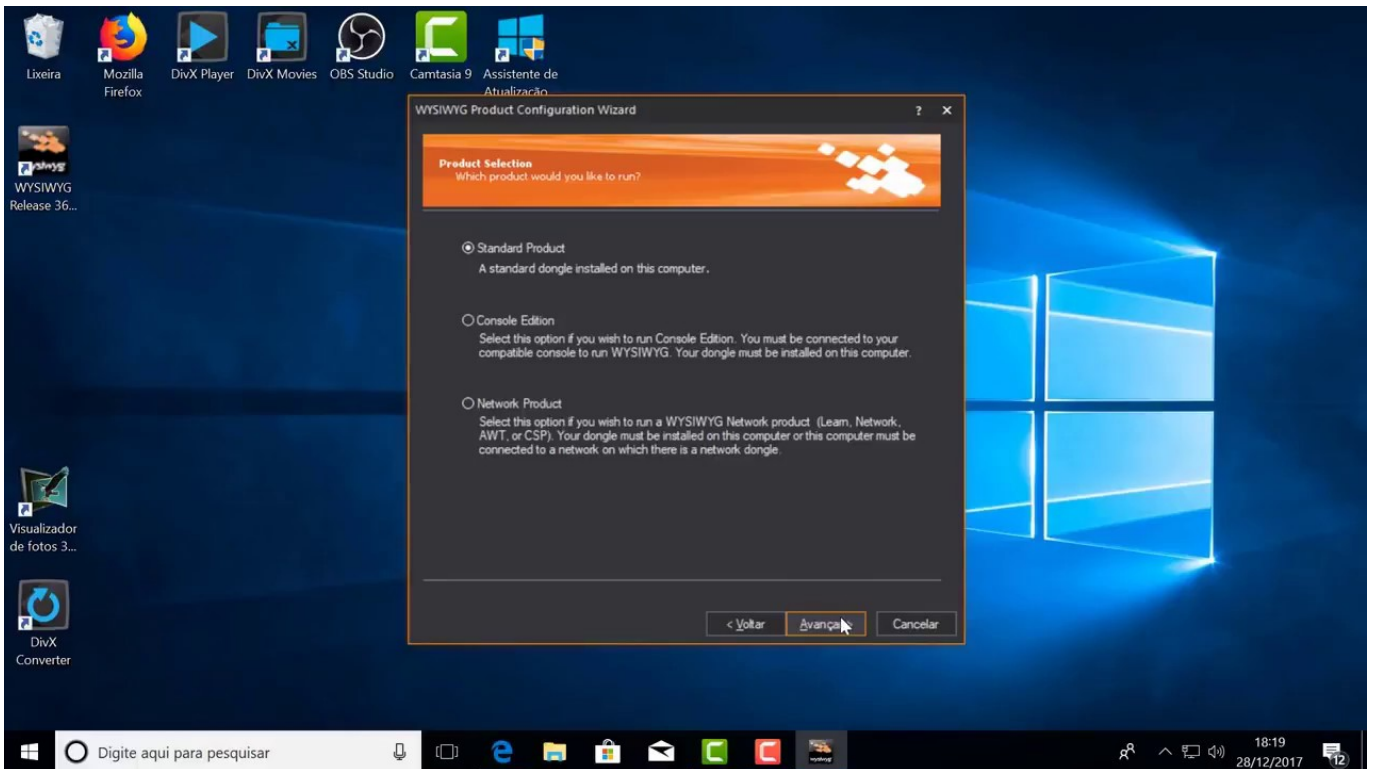 Lixeira
Mozilla
Firefox
DivX Player
DivX Movies
OBS Studio
Camtasia 9
Assistente de
Atualização
WYSIWYG
Release 36...
Visualizador
de fotos 3...
DivX
Converter
WYSIWYG Product Configuration Wizard
? ×
Product Selection
Which product would you like to run?
Standard Product
A standard dongle installed on this computer.
Console Edition
Select this option if you wish to run Console Edition. You must be connected to your
compatible console to run WYSIWYG. Your dongle must be installed on this computer.
Network Product
Select this option if you wish to run a WYSIWYG Network product (Learn, Network,
AWT, or CSP). Your dongle must be installed on this computer or this computer must be
connected to a network on which there is a network dongle.
< Voltar
Cancelar
Digite aqui para pesquisar
18:19
28/12/2017
12